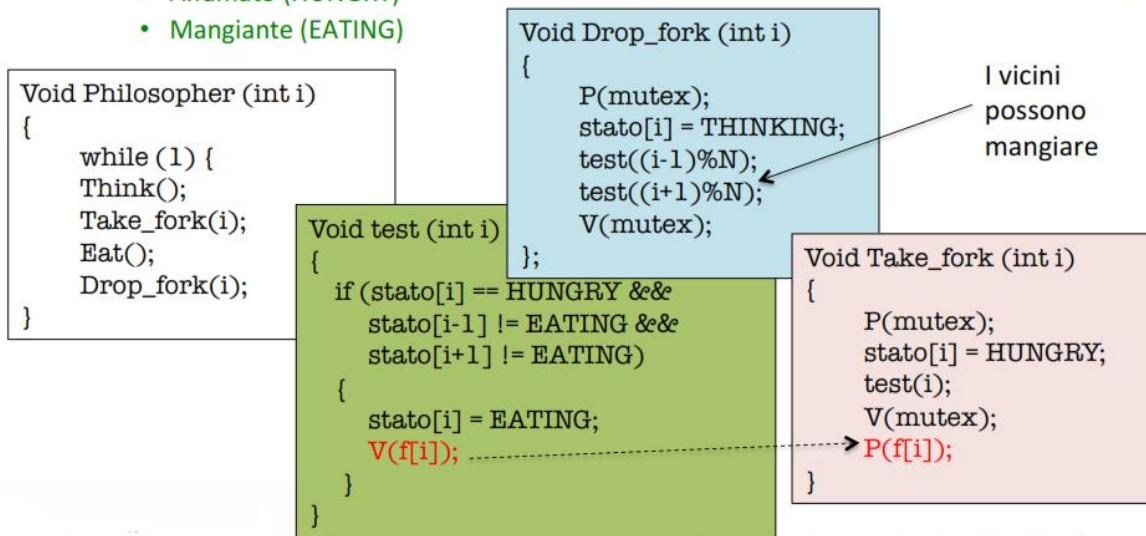 • Mangiante (EATING)
Void Philosopher (int i)
{
while (1) {
Think();
Take_fork(i);
Eat();
Drop_fork(i);
}
Void test (int i)
{
if (stato[i] == HUNGRY &&
stato[i-1] != EATING &&
stato[i+1] != EATING)
{
stato[i] = EATING;
V(f[i]);
}
}
Void Drop_fork (int i)
{
P(mutex);
stato[i] = THINKING;
test((i-1)%N);
test((i+1)%N);
V(mutex);
};
I vicini
possono
mangiare
Void Take_fork (int i)
{
P(mutex);
stato[i] = HUNGRY;
test(i);
V(mutex);
P(f[i]);
}